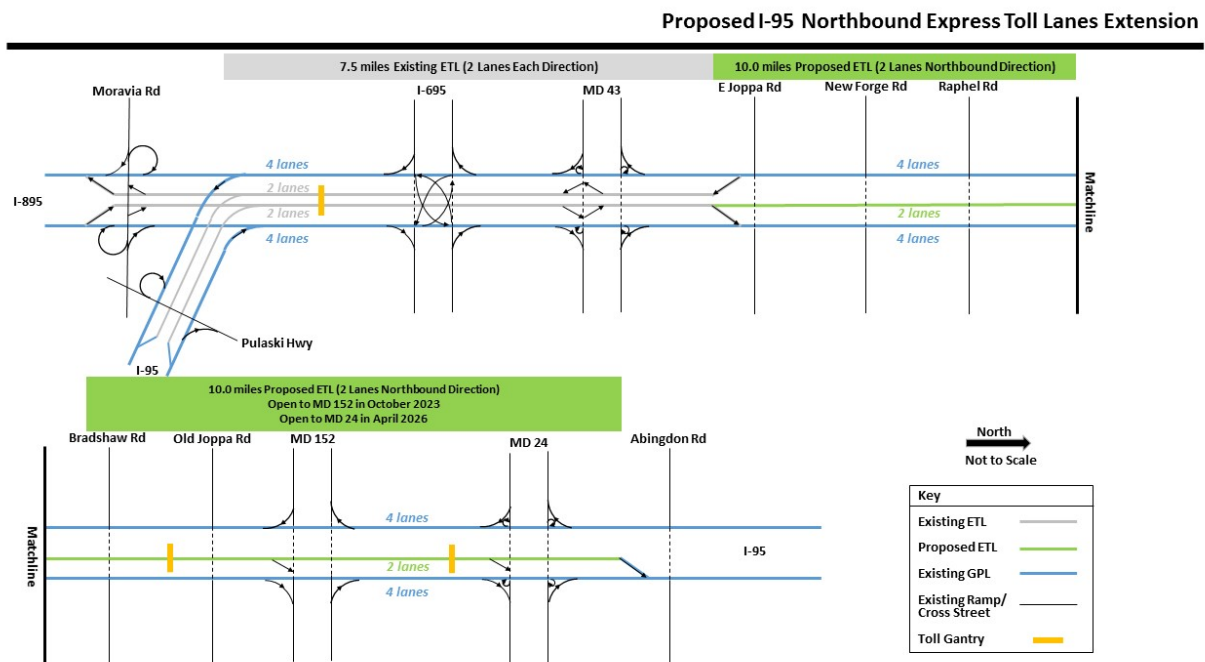 Proposed I-95 Northbound Express Toll Lanes Extension
7.5 miles Existing ETL (2 Lanes Each Direction)
10.0 miles Proposed ETL (2 Lanes Northbound Direction)
Moravia Rd
I-695
MD 43
E Joppa Rd
New Forge Rd
Raphel Rd
4 lanes
4 lanes
2 lanes
I-895
2 lanes
2 lanes
4 lanes
4 lanes
Matchline
Pulaski Hwy
I-95
10.0 miles Proposed ETL (2 Lanes Northbound Direction)
Open to MD 152 in October 2023
Open to MD 24 in April 2026
Bradshaw Rd
Old Joppa Rd
MD 152
MD 24
Abingdon Rd
North
Not to Scale
Matchline
4 lanes
I-95
2 lanes
4 lanes
Key
Existing ETL
Proposed ETL
Existing GPL
Existing Ramp/
Cross Street
Toll Gantry